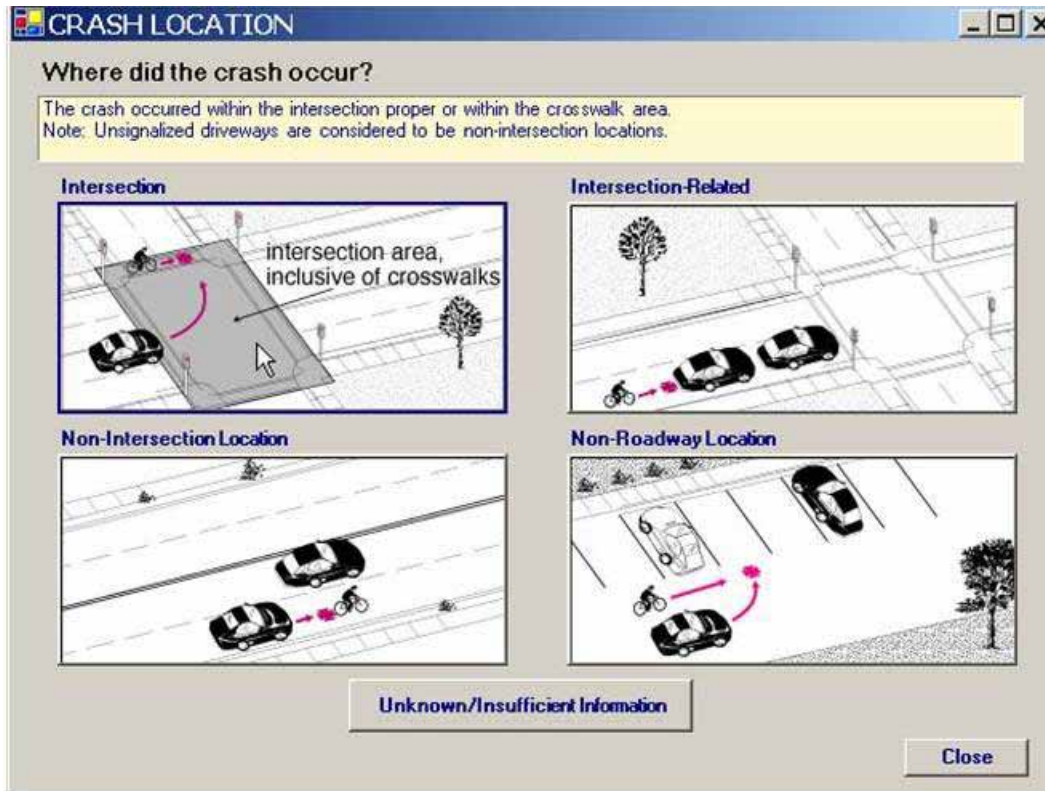 CRASH LOCATION
Where did the crash occur?
The crash occurred within the intersection proper or within the crosswalk area.
Note: Unsignalized driveways are considered to be non-intersection locations.
Intersection
Intersection-Related
intersection area,
inclusive of crosswalks
Non-Intersection Location
Non-Roadway Location
Unknown/Insufficient Information
Close